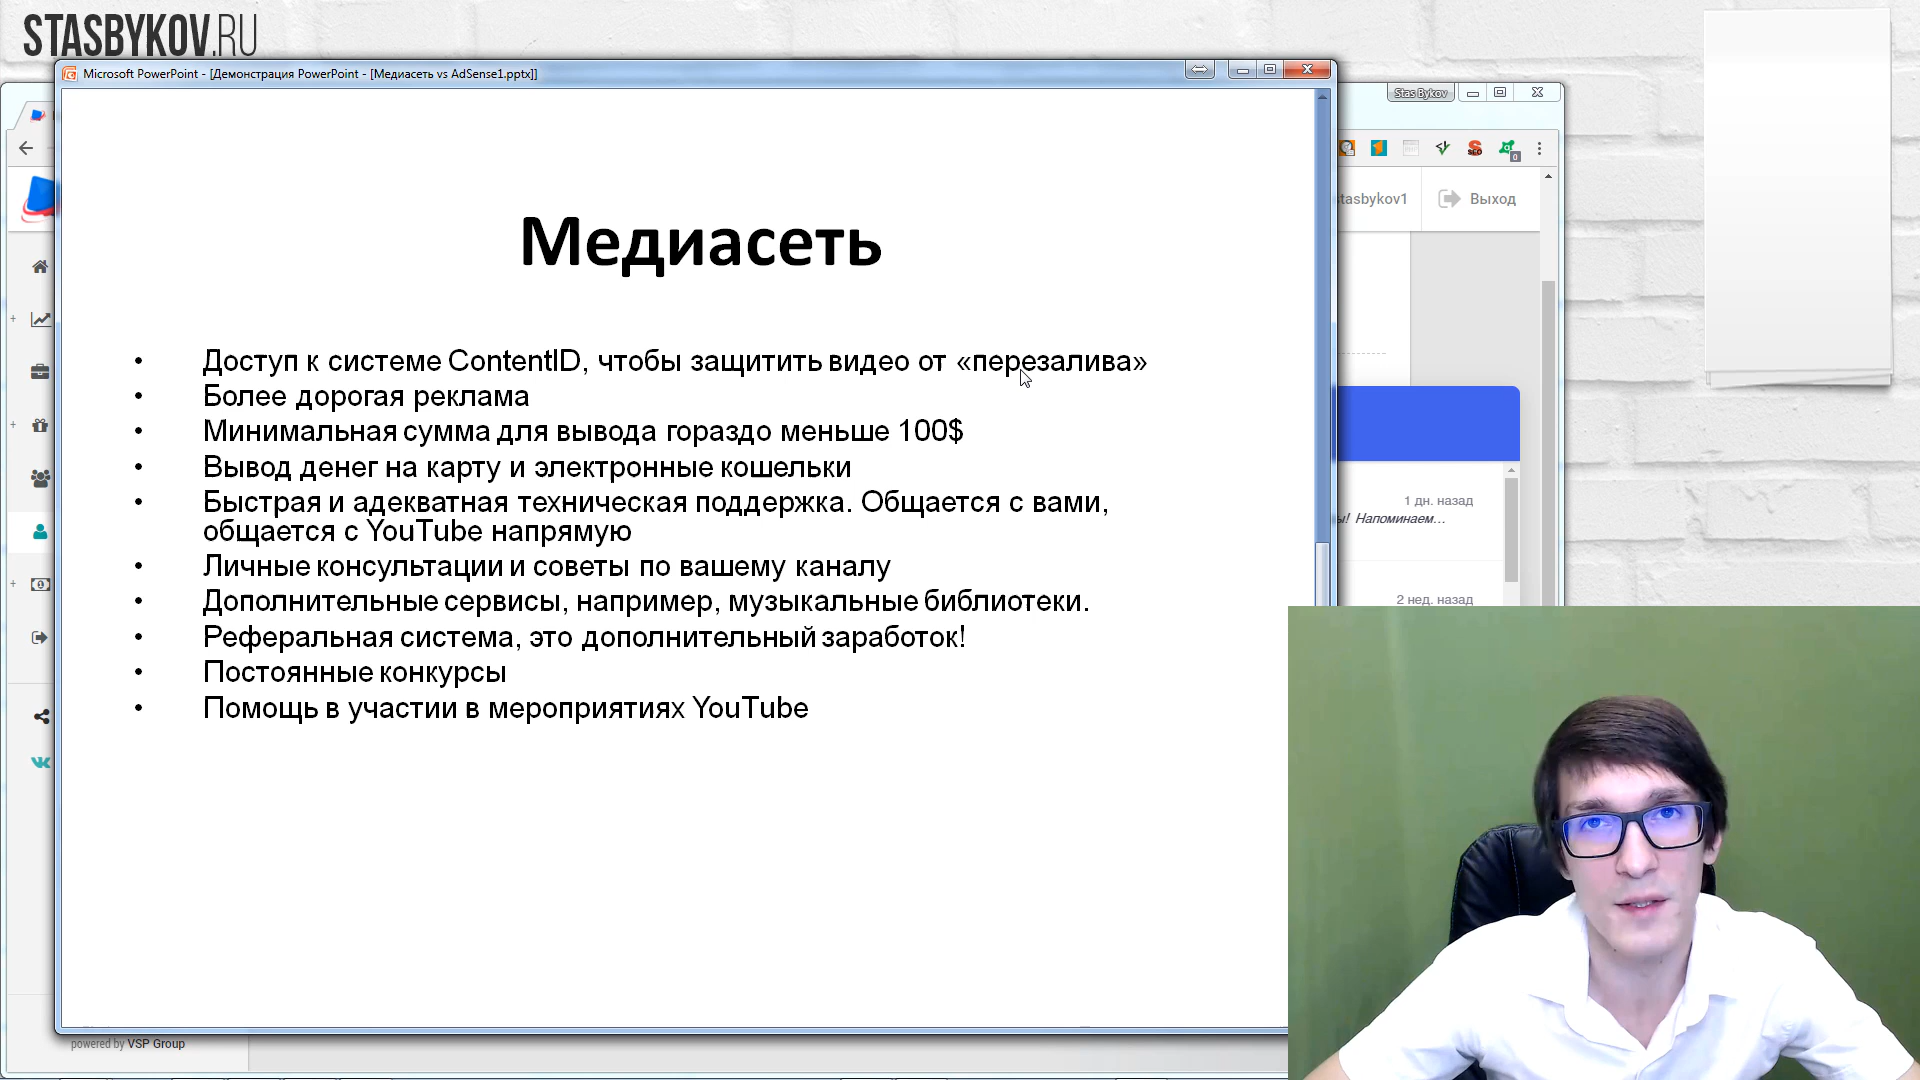 STASBYKOV.RU
Microsoft PowerPoint - [Демонстрация PowerPoint - [Медиасеть vs AdSense1.pptx]]
Stas Bykov
stasbykov1
Выход
Медиасеть
• Доступ к системе ContentID, чтобы защитить видео от «перезалива»
• Более дорогая реклама
• Минимальная сумма для вывода гораздо меньше 100$
• Вывод денег на карту и электронные кошельки
• Быстрая и адекватная техническая поддержка. Общается с вами,
общается с YouTube напрямую
• Личные консультации и советы по вашему каналу
• Дополнительные сервисы, например, музыкальные библиотеки.
• Реферальная система, это дополнительный заработок!
• Постоянные конкурсы
• Помощь в участии в мероприятиях YouTube
1 дн. назад
Напоминаем...
2 нед. назад
powered by VSP Group